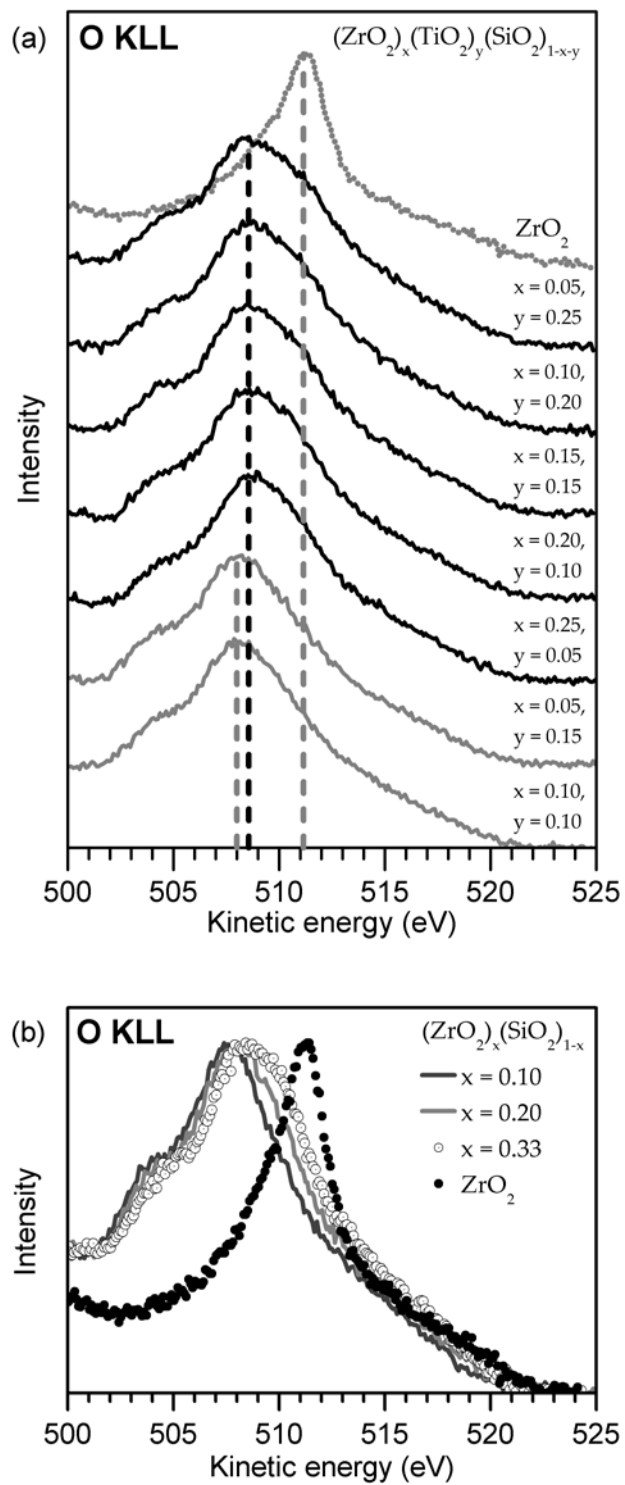 (a)
O KLL
(ZrO₂)ₓ(TiO₂)ᵧ(SiO₂)₁₋ₓ₋ᵧ
ZrO₂
x = 0.05,
y = 0.25
x = 0.10,
y = 0.20
x = 0.15,
y = 0.15
x = 0.20,
y = 0.10
x = 0.25,
y = 0.05
x = 0.05,
y = 0.15
x = 0.10,
y = 0.10
Intensity
500 505 510 515 520 525
Kinetic energy (eV)
(b)
O KLL
(ZrO₂)ₓ(SiO₂)₁₋ₓ
x = 0.10
x = 0.20
x = 0.33
ZrO₂
Intensity
500 505 510 515 520 525
Kinetic energy (eV)